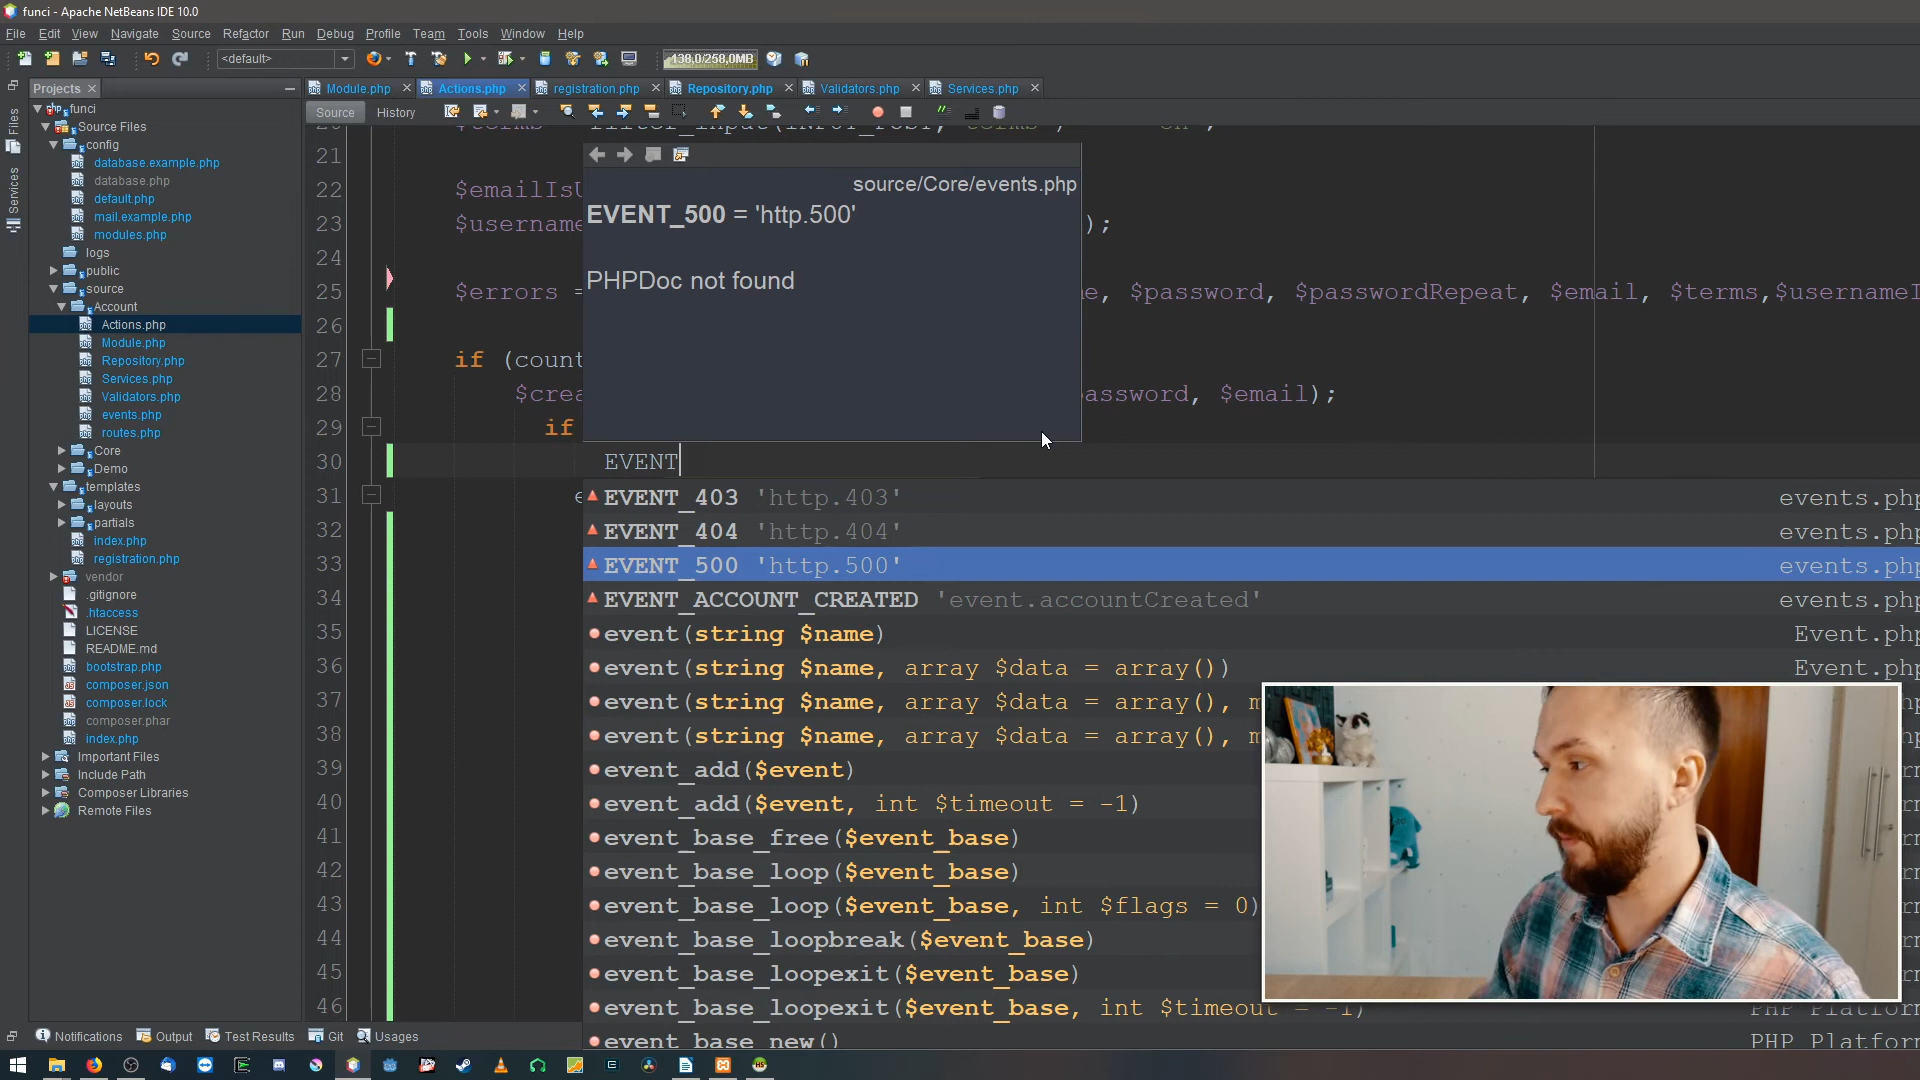 funci - Apache NetBeans IDE 10.0
File Edit View Navigate Source Refactor Run Debug Profile Team Tools Window Help
<default>
138,0/258,0MB
Projects
Module.php
Actions.php
registration.php
Repository.php
Validators.php
Services.php
Source History
Files
Services
funci
Source Files
config
database.example.php
database.php
default.php
mail.example.php
modules.php
logs
public
source
Account
Actions.php
Module.php
Repository.php
Services.php
Validators.php
events.php
routes.php
Core
Demo
templates
layouts
partials
index.php
registration.php
vendor
.gitignore
.htaccess
LICENSE
README.md
bootstrap.php
composer.json
composer.lock
composer.phar
index.php
Important Files
Include Path
Composer Libraries
Remote Files
21
22 $emailIsU
23 $username );
24
25 $errors = e, $password, $passwordRepeat, $email, $terms,$usernameI
26
27 if (count
28 $crea assword, $email);
29 if
30 EVENT
31 e
32
33
34
35
36
37
38
39
40
41
42
43
44
45
46
source/Core/events.php
EVENT_500 = 'http.500'
PHPDoc not found
EVENT_403 'http.403' events.php
EVENT_404 'http.404' events.php
EVENT_500 'http.500' events.php
EVENT_ACCOUNT_CREATED 'event.accountCreated' events.php
event(string $name) Event.php
event(string $name, array $data = array()) Event.php
event(string $name, array $data = array(), m
event(string $name, array $data = array(), m
event_add($event)
event_add($event, int $timeout = -1)
event_base_free($event_base)
event_base_loop($event_base)
event_base_loop($event_base, int $flags = 0)
event_base_loopbreak($event_base)
event_base_loopexit($event_base)
event_base_loopexit($event_base, int $timeout = -1) PHP Platform
event_base_new() PHP Platform
Notifications Output Test Results Git Usages